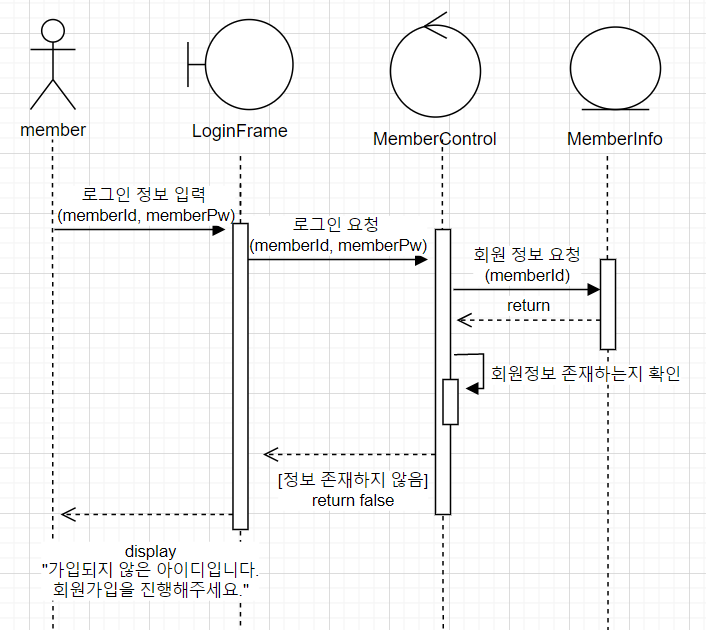 member
LoginFrame
MemberControl
MemberInfo
로그인 정보 입력
(memberId, memberPw)
로그인 요청
(memberId, memberPw)
회원 정보 요청
(memberId)
return
회원정보 존재하는지 확인
[정보 존재하지 않음]
return false
display
"가입되지 않은 아이디입니다.
회원가입을 진행해주세요."